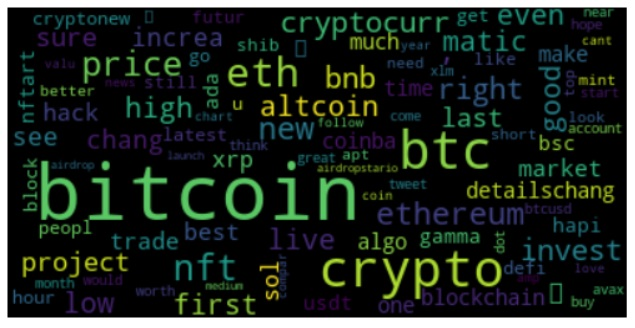 cryptonew futur get even near hope
sure increa cryptocurr matic cant
valu go shib much year like make
price eth need xlm top
nftart better news still ada u bnb time right good mint start
hack high chart altcoin come last look account
see latest follow new short bsc
chang think coinba
block xrp great apt btc market
launch airdropstario
airdrop coin tweet detailschang
bitcoin ethereum btcusd
peopl trade best live algo gamma dot hapi
project nft sol compar defi invest love
month would
hour worth medium crypto avax
low first usdt one blockchain buy